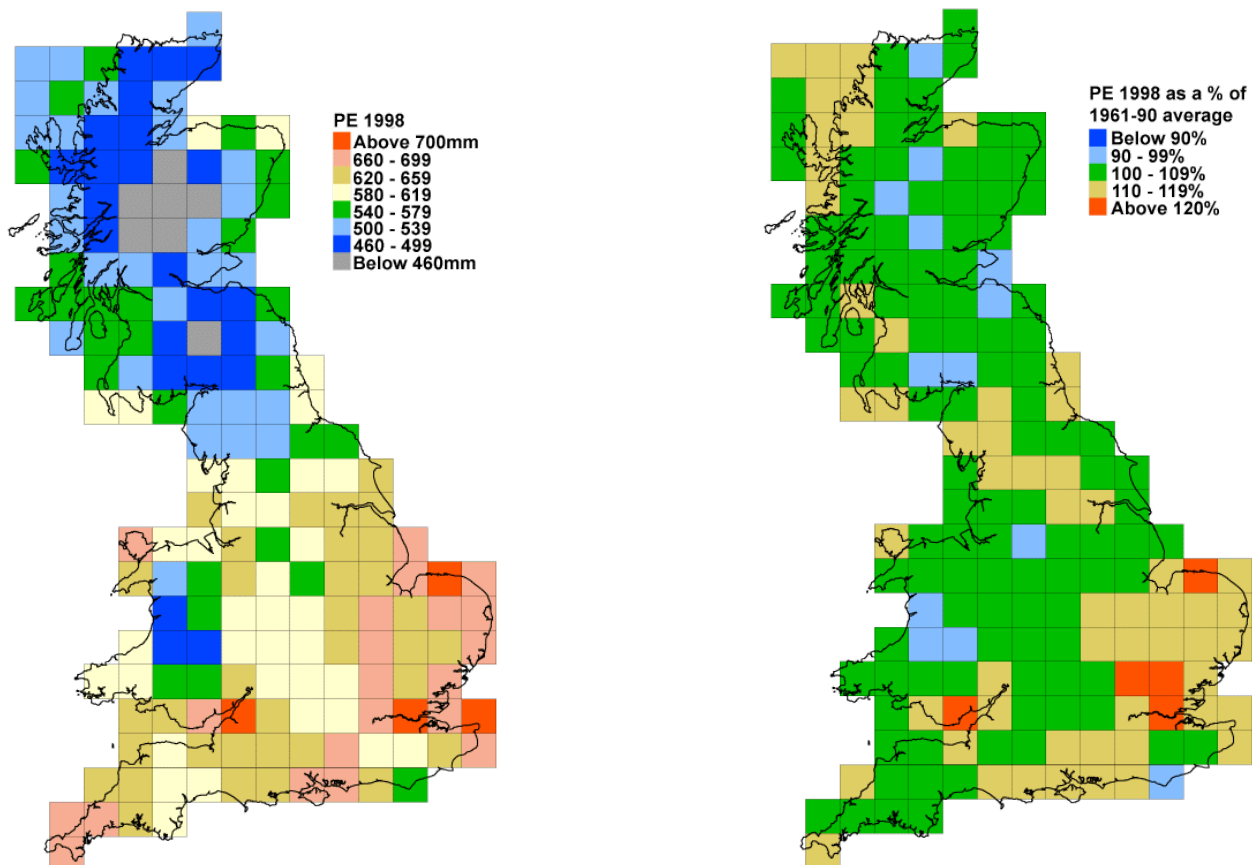 PE 1998
Above 700mm
660 - 699
620 - 659
580 - 619
540 - 579
500 - 539
460 - 499
Below 460mm
PE 1998 as a % of
1961-90 average
Below 90%
90 - 99%
100 - 109%
110 - 119%
Above 120%